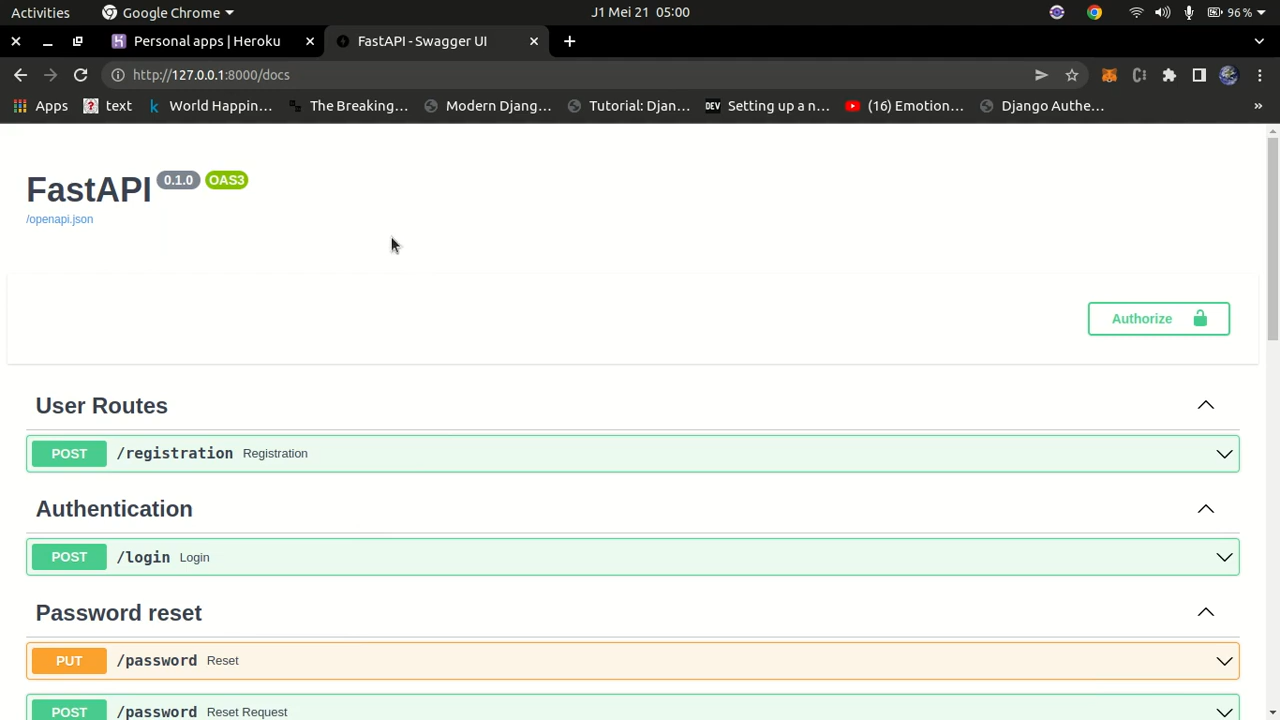 Activities Google Chrome J1 Mei 21 05:00 96 %
Personal apps | Heroku FastAPI - Swagger UI
http://127.0.0.1:8000/docs
Apps text World Happin... The Breaking... Modern Djang... Tutorial: Djan... DEV Setting up a n... (16) Emotion... Django Authe... »
FastAPI 0.1.0 OAS3
/openapi.json
Authorize
User Routes
POST /registration Registration
Authentication
POST /login Login
Password reset
PUT /password Reset
POST /password Reset Request